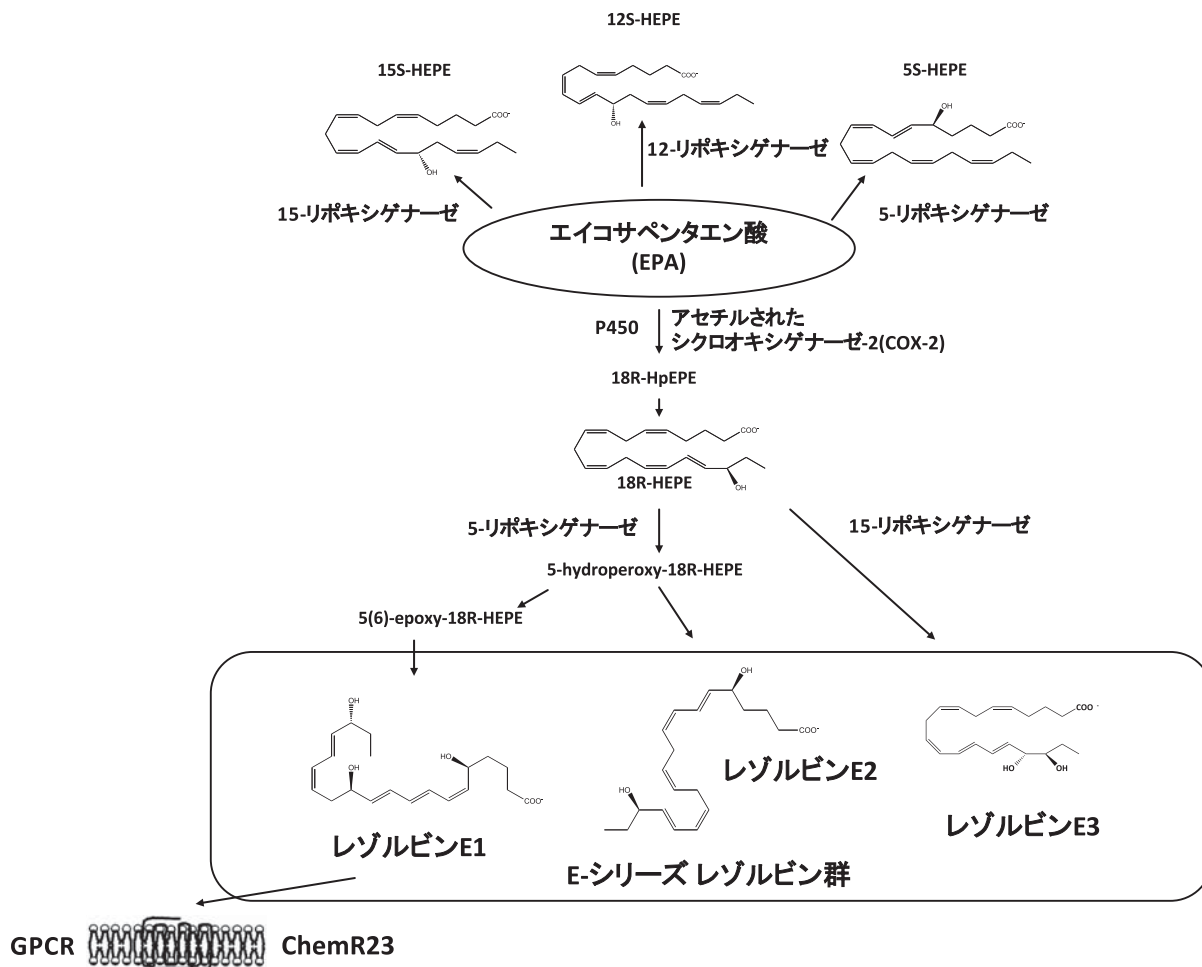 12S-HEPE
15S-HEPE
5S-HEPE
COO-
OH
COO-
OH
OH
COO-
12-リポキシゲナーゼ
15-リポキシゲナーゼ
5-リポキシゲナーゼ
エイコサペンタエン酸
(EPA)
P450
アセチルされた
シクロオキシゲナーゼ-2(COX-2)
18R-HpEPE
COO-
OH
18R-HEPE
5-リポキシゲナーゼ
15-リポキシゲナーゼ
5-hydroperoxy-18R-HEPE
5(6)-epoxy-18R-HEPE
OH
OH
HO
COO-
レゾルビンE1
OH
COO-
HO
レゾルビンE2
COO -
HO
OH
レゾルビンE3
E-シリーズ レゾルビン群
GPCR
ChemR23